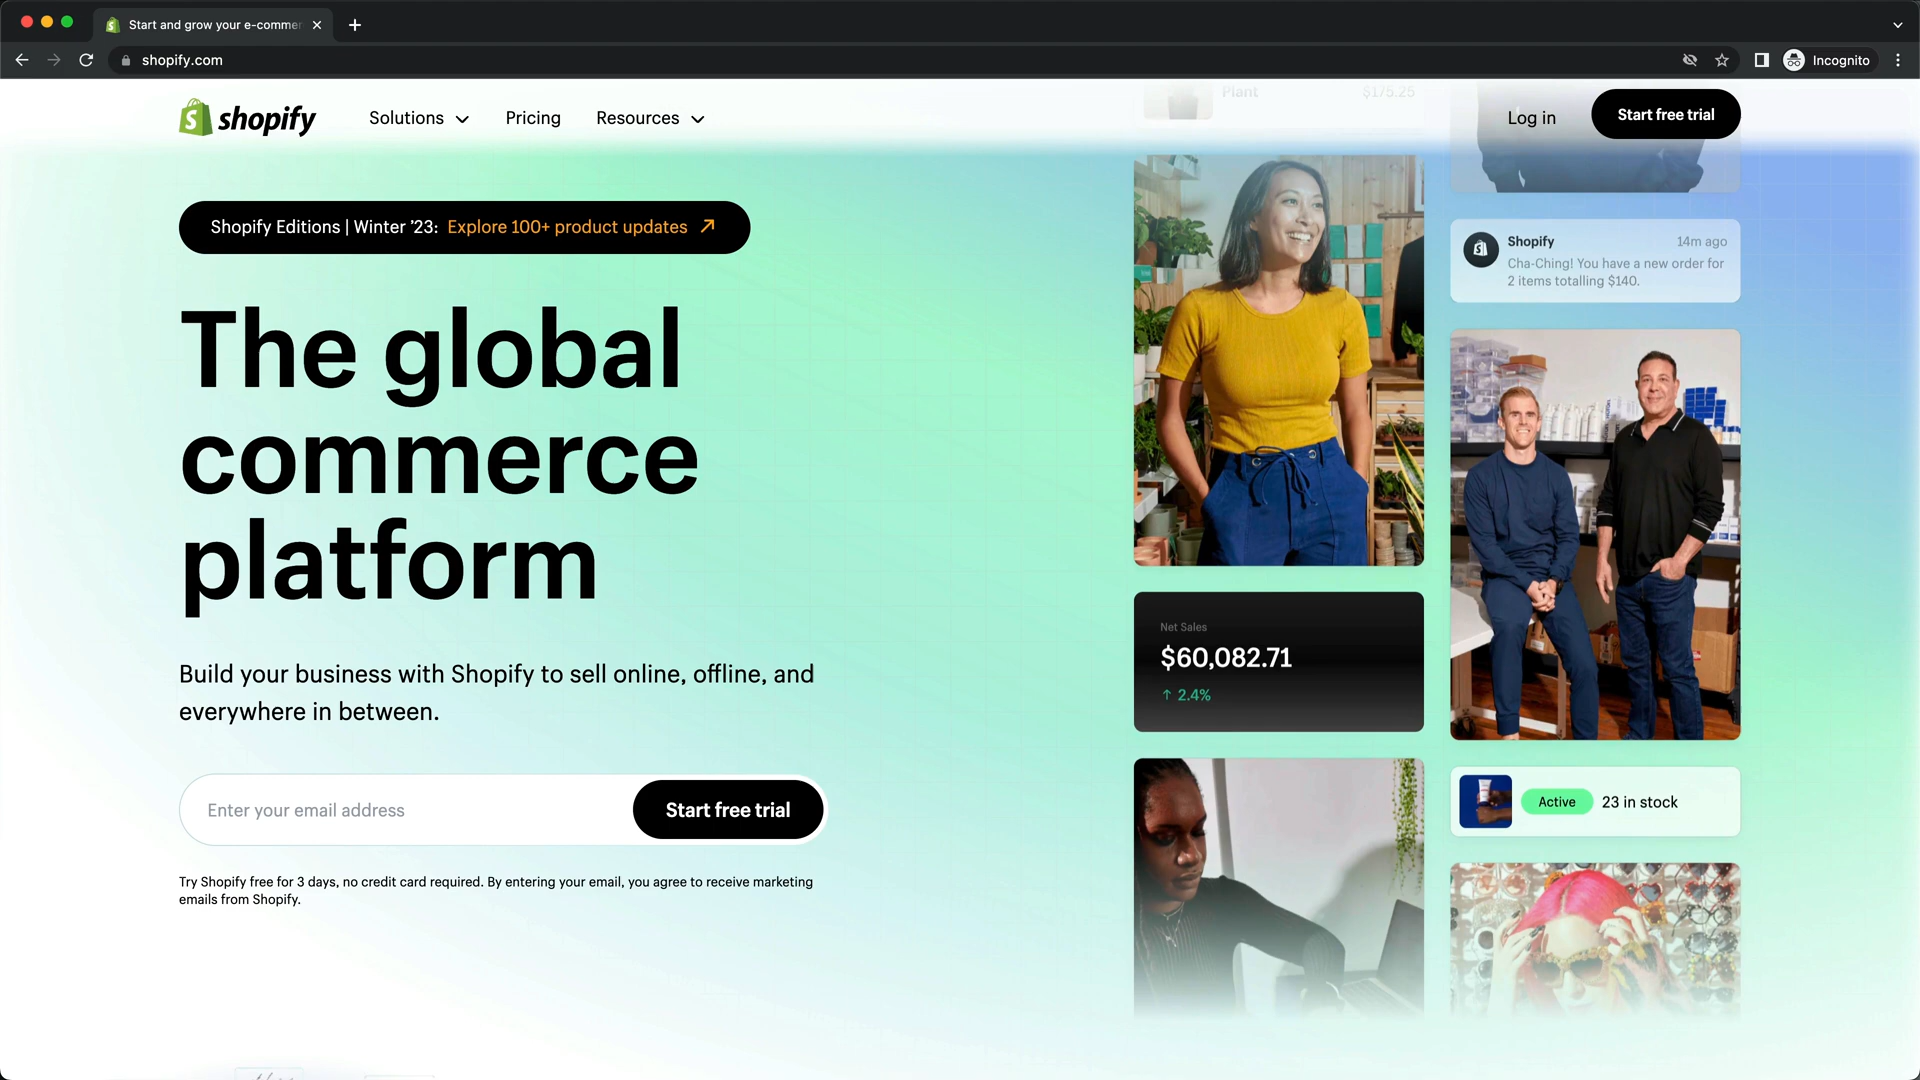 Start and grow your e-commer
shopify.com
Incognito
shopify
Solutions
Pricing
Resources
Log in
Start free trial
Plant
$175.25
Shopify Editions | Winter ’23: Explore 100+ product updates
The global
commerce
platform
Build your business with Shopify to sell online, offline, and
everywhere in between.
Enter your email address
Start free trial
Try Shopify free for 3 days, no credit card required. By entering your email, you agree to receive marketing
emails from Shopify.
Net Sales
$60,082.71
↑ 2.4%
Shopify
14m ago
Cha-Ching! You have a new order for
2 items totalling $140.
Active
23 in stock